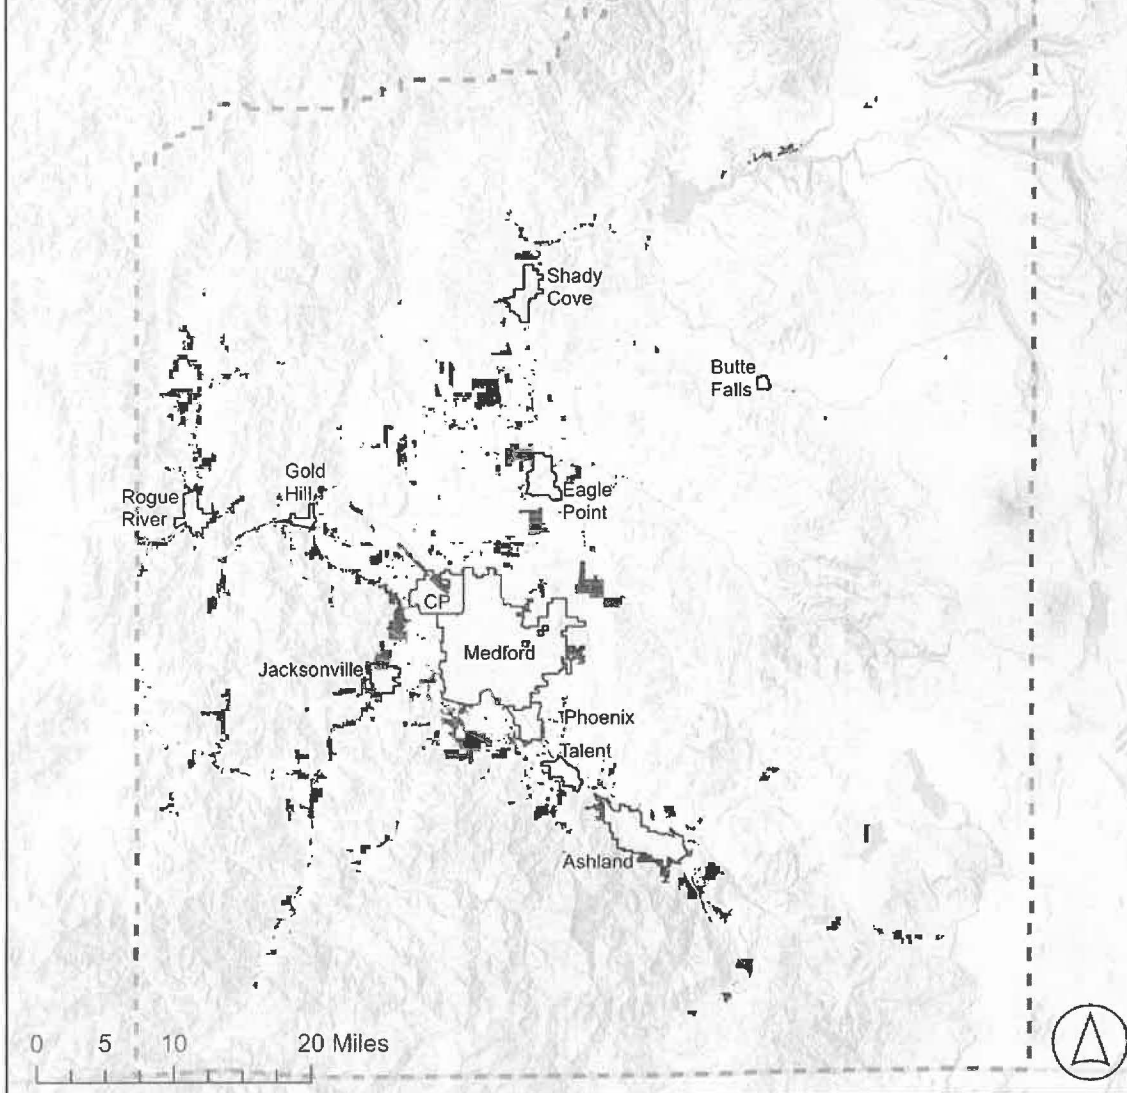 Shady
Cove
Butte
Falls
Gold
Hill
Rogue
River
Eagle
Point
CP
Medford
Jacksonville
Phoenix
Talent
Ashland
0 5 10 20 Miles